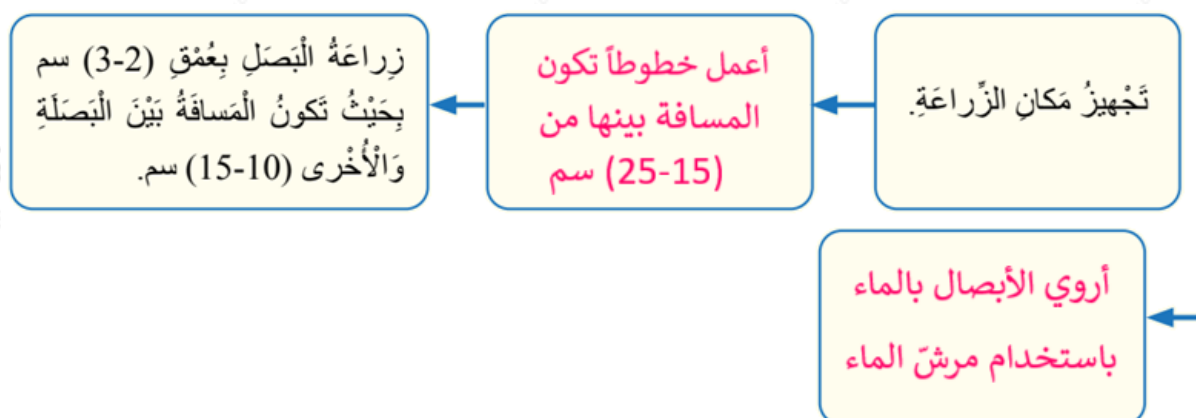 تَجْهيزُ مَكانِ الزِّراعَةِ.
أعمل خطوطاً تكون
المسافة بينها من
(15-25) سم
زِراعَةُ الْبَصَلِ بِعُمْقِ (2-3) سم
بِحَيْثُ تَكونُ الْمَسافَةُ بَيْنَ الْبَصَلَةِ
وَالْأُخْرى (10-15) سم.
أروي الأبصال بالماء
باستخدام مرشّ الماء